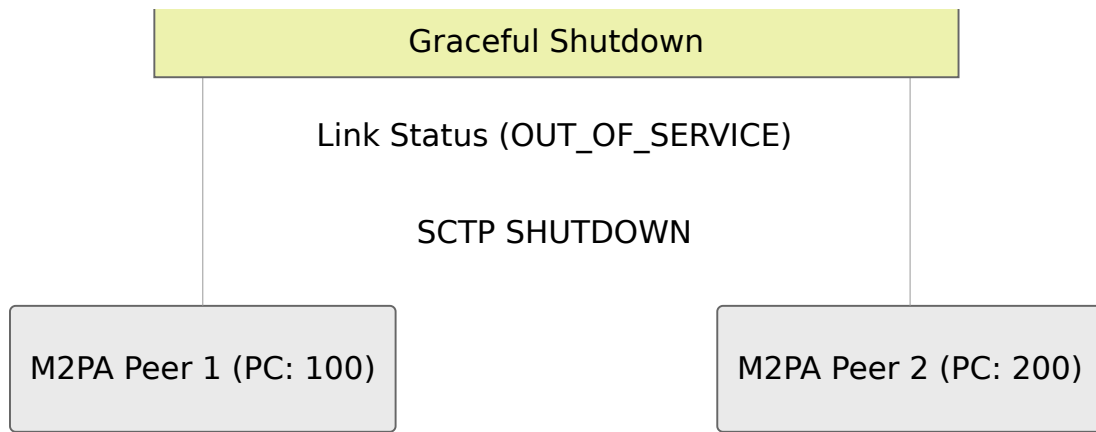 Graceful Shutdown
Link Status (OUT_OF_SERVICE)
SCTP SHUTDOWN
M2PA Peer 1 (PC: 100)
M2PA Peer 2 (PC: 200)